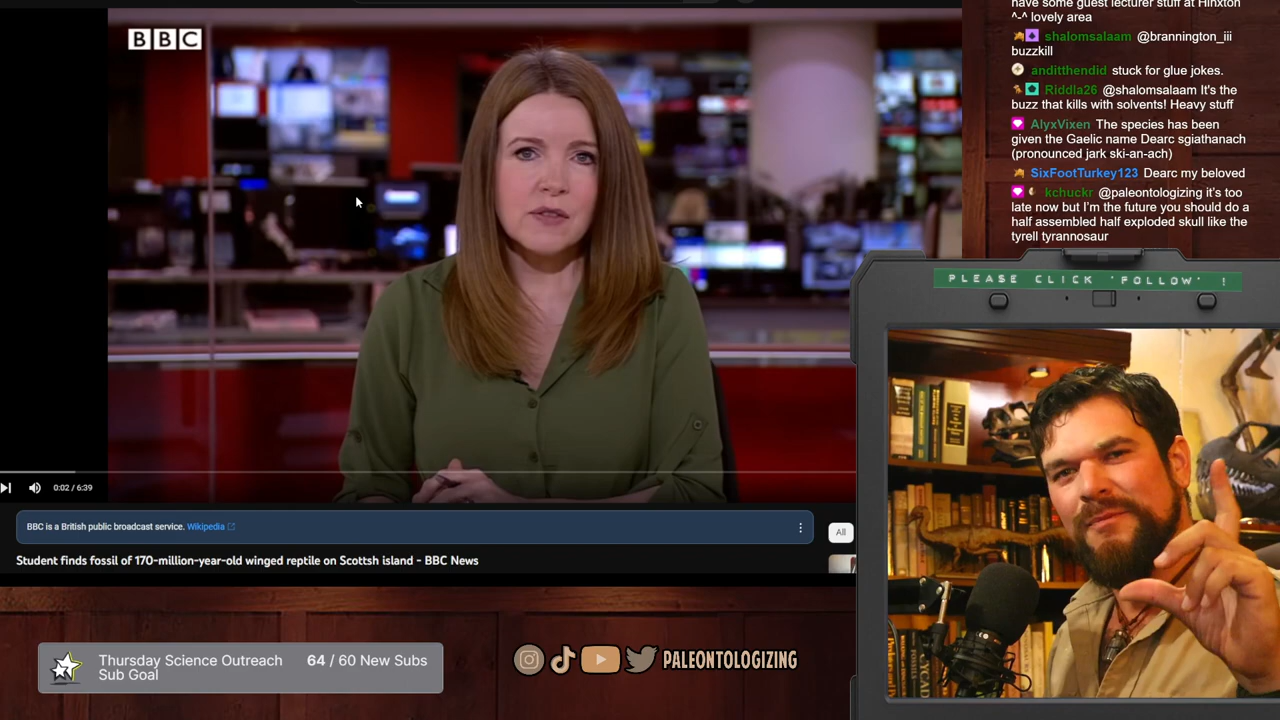 BBC
0:02 / 6:39
BBC is a British public broadcast service. Wikipedia
All
Student finds fossil of 170-million-year-old winged reptile on Scottsh island - BBC News
have some guest lecturer stuff at Hinxton
^-^ lovely area
shalomsalaam @brannington_iii
buzzkill
anditthendid stuck for glue jokes.
Riddla26 @shalomsalaam It's the
buzz that kills with solvents! Heavy stuff
AlyxVixen The species has been
given the Gaelic name Dearc sgiathanach
(pronounced jark ski-an-ach)
SixFootTurkey123 Dearc my beloved
kchuckr @paleontologizing it's too
late now but I'm the future you should do a
half assembled half exploded skull like the
tyrell tyrannosaur
PLEASE CLICK 'FOLLOW' !
Thursday Science Outreach 64 / 60 New Subs
Sub Goal
PALEONTOLOGIZING